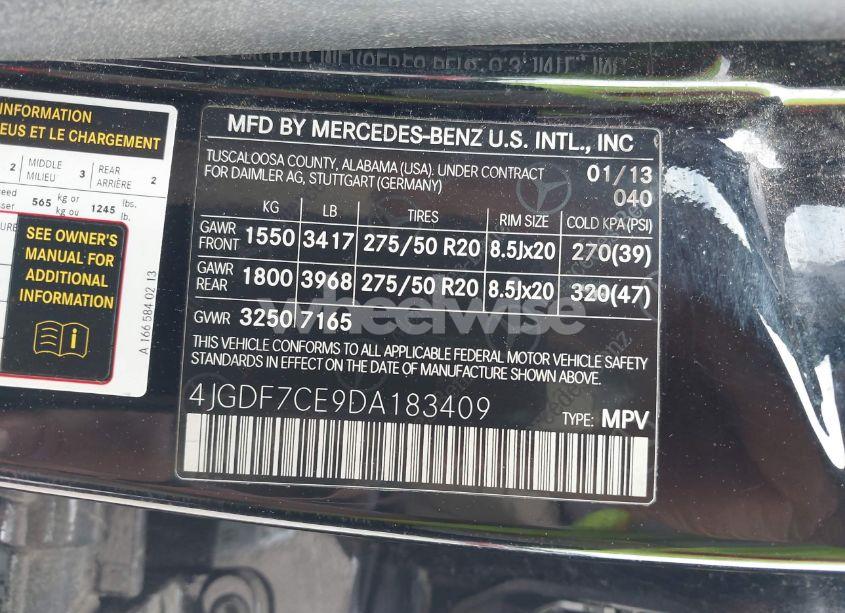 INFORMATION
EUS ET LE CHARGEMENT
2 MIDDLE MILIEU 3 REAR ARRIÈRE 2
565 kg or kg ou 1245 lbs. lb.
SEE OWNER'S
MANUAL FOR
ADDITIONAL
INFORMATION
A 166 584 02 13
MFD BY MERCEDES-BENZ U.S. INTL., INC
TUSCALOOSA COUNTY, ALABAMA (USA). UNDER CONTRACT
FOR DAIMLER AG, STUTTGART (GERMANY)
01/13
040
KG LB TIRES RIM SIZE COLD KPA (PSI)
GAWR FRONT 1550 3417 275/50 R20 8.5Jx20 270(39)
GAWR REAR 1800 3968 275/50 R20 8.5Jx20 320(47)
GVWR 3250 7165
THIS VEHICLE CONFORMS TO ALL APPLICABLE FEDERAL MOTOR VEHICLE SAFETY
STANDARDS IN EFFECT ON THE DATE OF MANUFACTURE SHOWN ABOVE.
4JGDF7CE9DA183409
TYPE: MPV
wheelwise